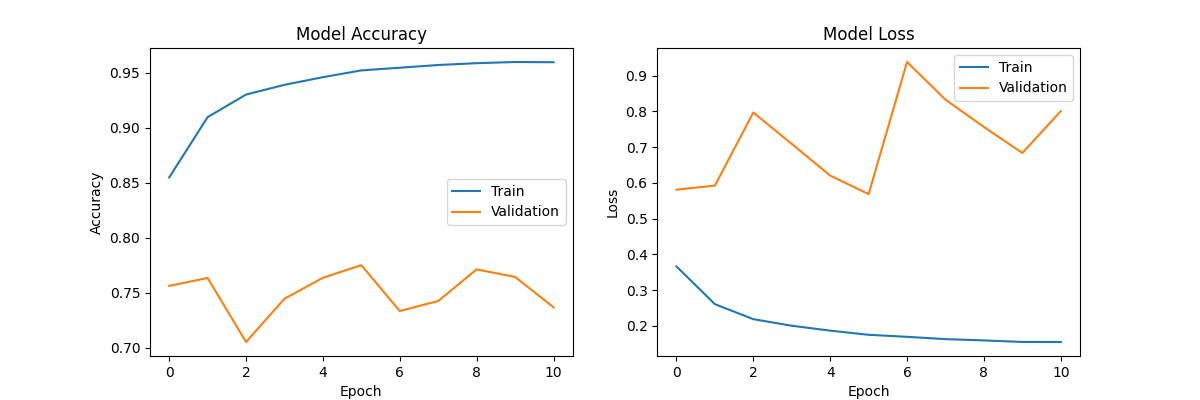 Model Accuracy
Accuracy
0.95
0.90
0.85
0.80
0.75
0.70
Train
Validation
0
2
4
6
8
10
Epoch
Model Loss
Loss
0.9
0.8
0.7
0.6
0.5
0.4
0.3
0.2
Train
Validation
0
2
4
6
8
10
Epoch